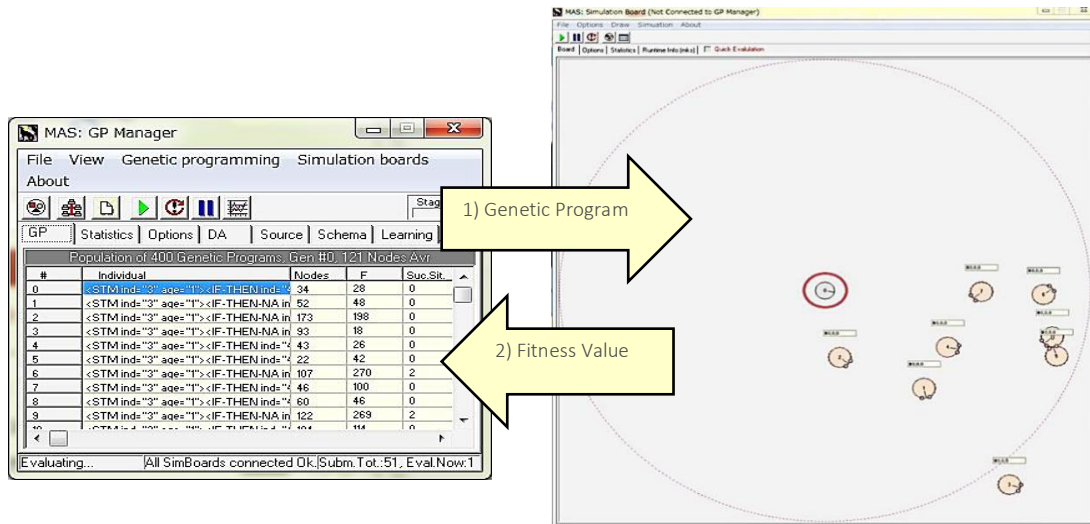 MAS: GP Manager
File View Genetic programming Simulation boards
About
Stag
GP Statistics Options DA Source Schema Learning
Population of 400 Genetic Programs, Gen #0, 121 Nodes Avr
# Individual Nodes F Suc.Sit.
0 <STM ind="3" age="1"><IF-THEN ind="4 34 28 0
1 <STM ind="3" age="1"><IF-THEN-NA in 52 48 0
2 <STM ind="3" age="1"><IF-THEN-NA in 173 198 0
3 <STM ind="3" age="1"><IF-THEN-NA in 93 18 0
4 <STM ind="3" age="1"><IF-THEN ind="4 43 26 0
5 <STM ind="3" age="1"><IF-THEN ind="4 22 42 0
6 <STM ind="3" age="1"><IF-THEN-NA in 107 270 2
7 <STM ind="3" age="1"><IF-THEN ind="4 46 100 0
8 <STM ind="3" age="1"><IF-THEN ind="4 60 46 0
9 <STM ind="3" age="1"><IF-THEN-NA in 122 269 2
Evaluating... All SimBoards connected Ok. Subm.Tot.:51, Eval.Now:1
1) Genetic Program
2) Fitness Value
MAS: Simulation Board (Not Connected to GP Manager)
File Options Draw Simuation About
Board Options Statistics Runtime Info (mks) Quick Evalulation